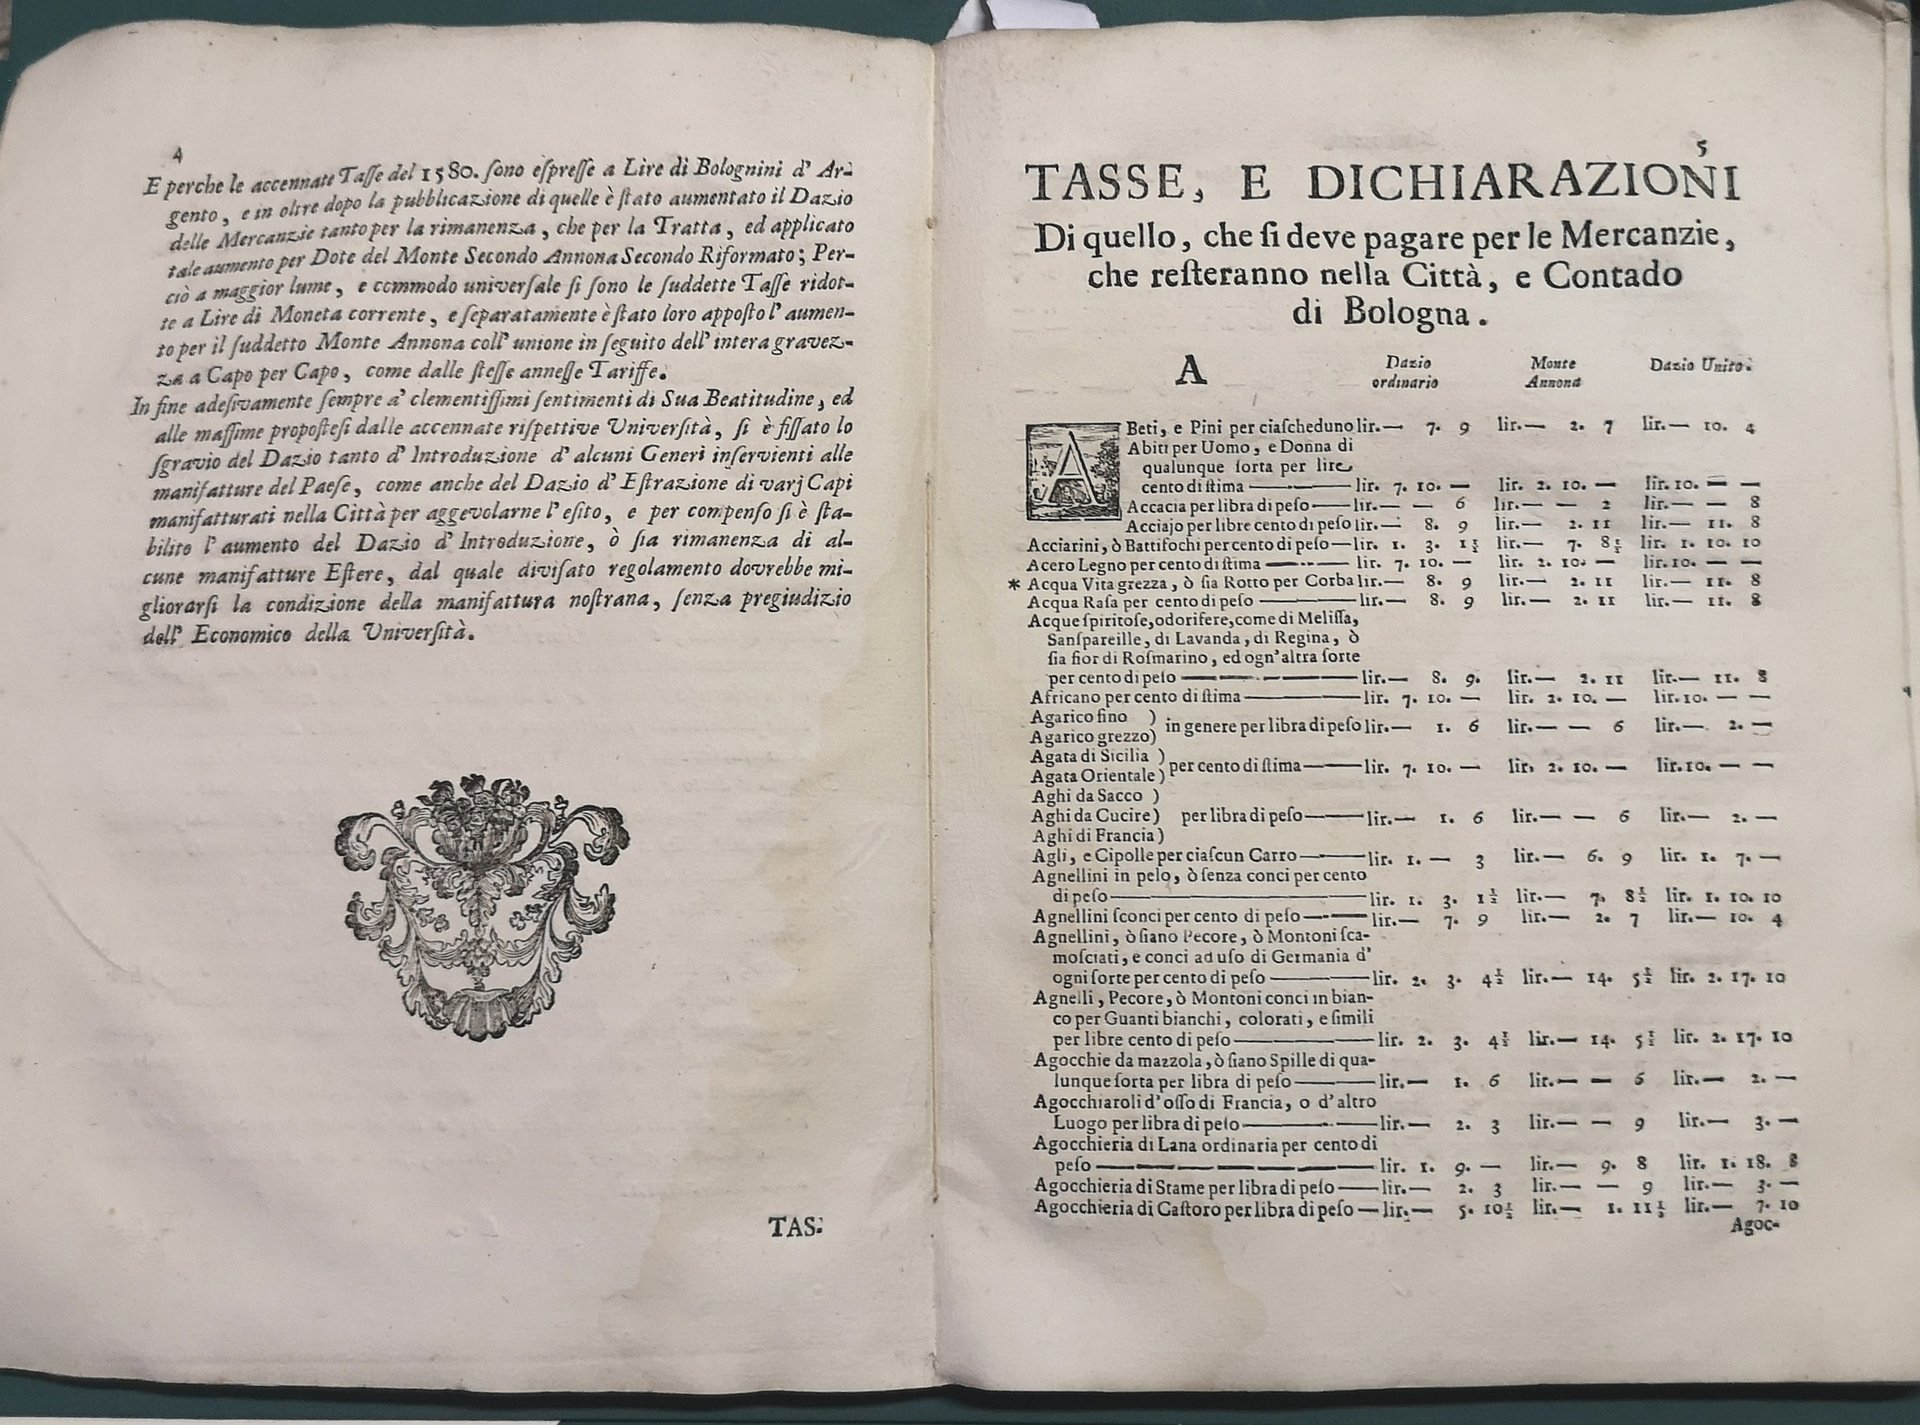 4
E perche le accennate Taſſe del 1580. ſono eſpreſſe a Lire di Bolognini d' Ar-
gento, e in oltre dopo la pubblicazione di quelle è ſtato aumentato il Dazio
delle Mercanzie tanto per la rimanenza, che per la Tratta, ed applicato
tale aumento per Dote del Monte Secondo Annona Secondo Riformato; Per-
ciò a maggior lume, e commodo univerſale ſi ſono le ſuddette Taſſe ridot-
te a Lire di Moneta corrente, e ſeparatamente è ſtato loro appoſto l' aumen-
to per il ſuddetto Monte Annona coll' unione in ſeguito dell' intera gravez-
za a Capo per Capo, come dalle ſteſſe anneſſe Tariffe.
In fine adeſivamente ſempre a' clementiſſimi ſentimenti di Sua Beatitudine, ed
alle maſſime propoſteſi dalle accennate riſpettive Univerſità, ſi è fiſſato lo
ſgravio del Dazio tanto d' Introduzione d' alcuni Generi inſervienti alle
manifatture del Paeſe, come anche del Dazio d' Eſtrazione di varj Capi
manifatturati nella Città per aggevolarne l' eſito, e per compenſo ſi è ſta-
bilito l' aumento del Dazio d' Introduzione, ò ſia rimanenza di al-
cune manifatture Eſtere, dal quale diviſato regolamento dovrebbe mi-
gliorarſi la condizione della manifattura noſtrana, ſenza pregiudizio
dell' Economico della Univerſità.
TAS:
5
TASSE, E DICHIARAZIONI
Di quello, che ſi deve pagare per le Mercanzie,
che reſteranno nella Città, e Contado
di Bologna.
A Dazio ordinario Monte Annona Dazio Unito.
ABeti, e Pini per ciaſcheduno lir.— 7. 9 lir.— 2. 7 lir.— 10. 4
Abiti per Uomo, e Donna di
qualunque ſorta per lire
cento di ſtima —— lir. 7. 10. — lir. 2. 10. — lir. 10. — —
Accacia per libra di peſo — lir.— — 6 lir.— — 2 lir.— — 8
Acciajo per libre cento di peſo lir.— 8. 9 lir.— 2. 11 lir.— 11. 8
Acciarini, ò Battifochi per cento di peſo — lir. 1. 3. 1½ lir.— 7. 8½ lir. 1. 10. 10
Acero Legno per cento di ſtima —— lir. 7. 10. — lir. 2. 10. — lir. 10. — —
* Acqua Vita grezza, ò ſia Rotto per Corba lir.— 8. 9 lir.— 2. 11 lir.— 11. 8
Acqua Raſa per cento di peſo —— lir.— 8. 9 lir.— 2. 11 lir.— 11. 8
Acque ſpiritoſe, odorifere, come di Meliſſa,
Sanſpareille, di Lavanda, di Regina, ò
ſia fior di Roſmarino, ed ogn' altra ſorte
per cento di peſo —— lir.— 8. 9. lir.— 2. 11 lir.— 11. 8
Africano per cento di ſtima —— lir. 7. 10. — lir. 2. 10. — lir. 10. — —
Agarico fino )
in genere per libra di peſo lir.— 1. 6 lir.— — 6 lir.— 2. —
Agarico grezzo)
Agata di Sicilia )
per cento di ſtima —— lir. 7. 10. — lir. 2. 10. — lir. 10. — —
Agata Orientale)
Aghi da Sacco )
Aghi da Cucire) per libra di peſo —— lir.— 1. 6 lir.— — 6 lir.— 2. —
Aghi di Francia)
Agli, e Cipolle per ciaſcun Carro —— lir. 1. — 3 lir.— 6. 9 lir. 1. 7. —
Agnellini in pelo, ò ſenza conci per cento
di peſo —— lir. 1. 3. 1½ lir.— 7. 8½ lir. 1. 10. 10
Agnellini ſconci per cento di peſo —— lir.— 7. 9 lir.— 2. 7 lir.— 10. 4
Agnellini, ò ſiano Pecore, ò Montoni ſca-
moſciati, e conci ad uſo di Germania d'
ogni ſorte per cento di peſo —— lir. 2. 3. 4½ lir.— 14. 5½ lir. 2. 17. 10
Agnelli, Pecore, ò Montoni conci in bian-
co per Guanti bianchi, colorati, e ſimili
per libre cento di peſo —— lir. 2. 3. 4½ lir.— 14. 5½ lir. 2. 17. 10
Agocchie da mazzola, ò ſiano Spille di qua-
lunque ſorta per libra di peſo —— lir.— 1. 6 lir.— — 6 lir.— 2. —
Agocchiaroli d' oſſo di Francia, o d' altro
Luogo per libra di peſo —— lir.— 2. 3 lir.— — 9 lir.— 3. —
Agocchieria di Lana ordinaria per cento di
peſo —— lir. 1. 9. — lir.— 9. 8 lir. 1. 18. 8
Agocchieria di Stame per libra di peſo —— lir.— 2. 3 lir.— — 9 lir.— 3. —
Agocchieria di Caſtoro per libra di peſo — lir.— 5. 10½ lir.— 1. 11½ lir.— 7. 10
Agoc-